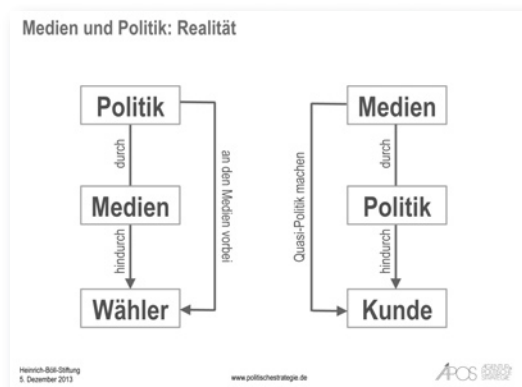 Medien und Politik: Realität
Politik
durch
an den Medien vorbei
Medien
hindurch
Wähler
Medien
Quasi-Politik machen
durch
Politik
hindurch
Kunde
Heinrich-Böll-Stiftung
5. Dezember 2013
www.politischestrategie.de
APOS